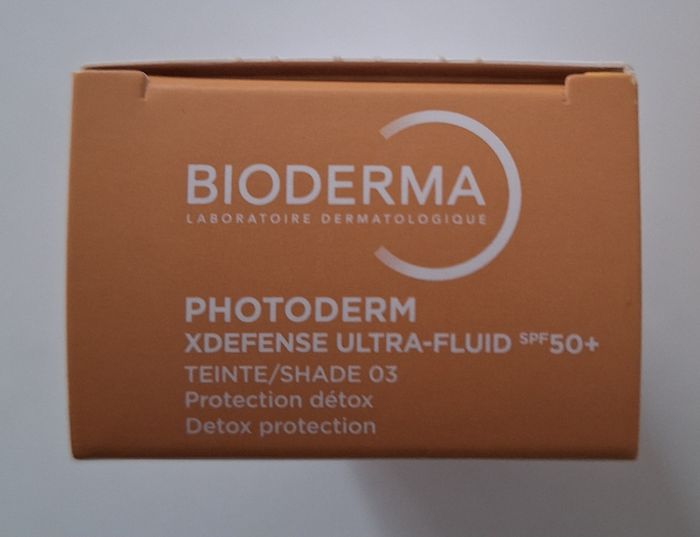 BIODERMA
LABORATOIRE DERMATOLOGIQUE
PHOTODERM
XDEFENSE ULTRA-FLUID SPF50+
TEINTE/SHADE 03
Protection détox
Detox protection